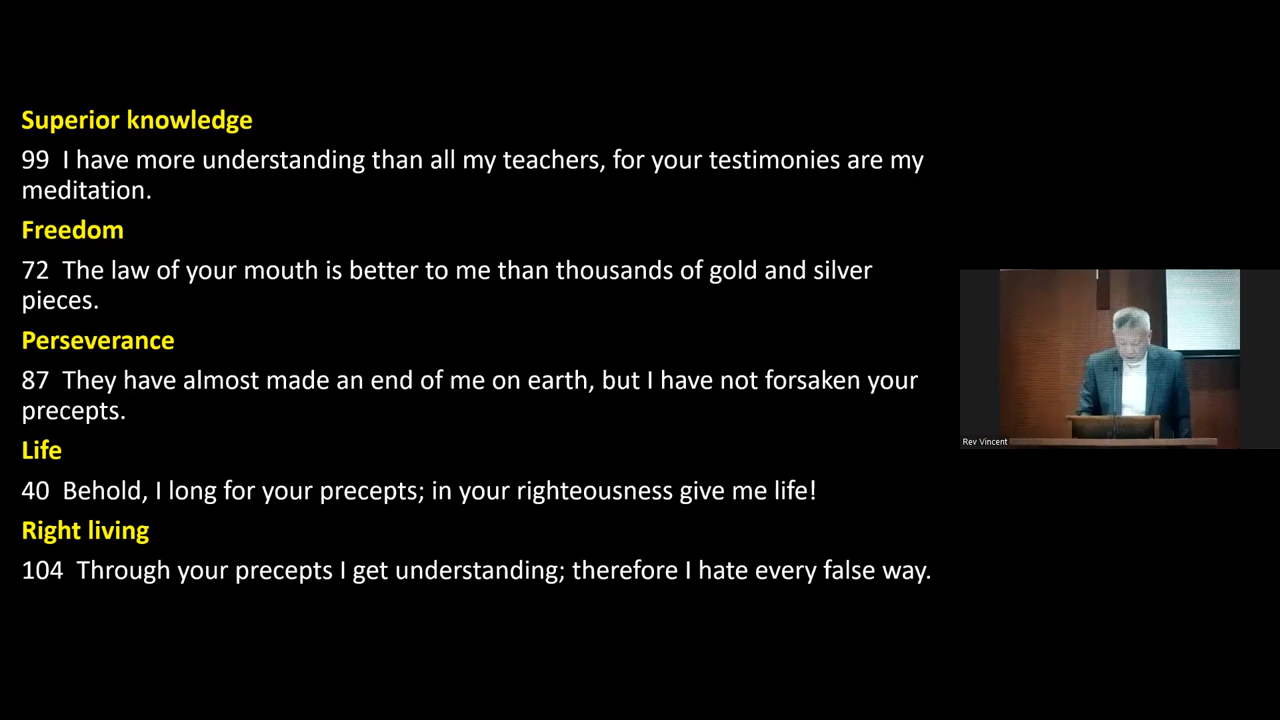 Superior knowledge
99 I have more understanding than all my teachers, for your testimonies are my
meditation.
Freedom
72 The law of your mouth is better to me than thousands of gold and silver
pieces.
Perseverance
87 They have almost made an end of me on earth, but I have not forsaken your
precepts.
Life
40 Behold, I long for your precepts; in your righteousness give me life!
Right living
104 Through your precepts I get understanding; therefore I hate every false way.
Rev Vincent